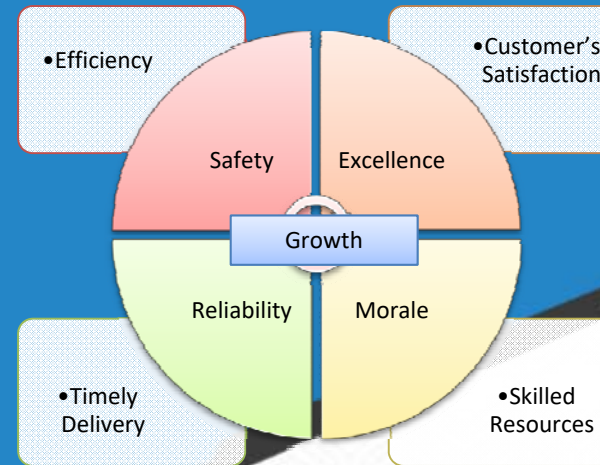 •Efficiency
•Customer's
Satisfaction
Safety
Excellence
Growth
Reliability
Morale
•Timely
Delivery
•Skilled
Resources